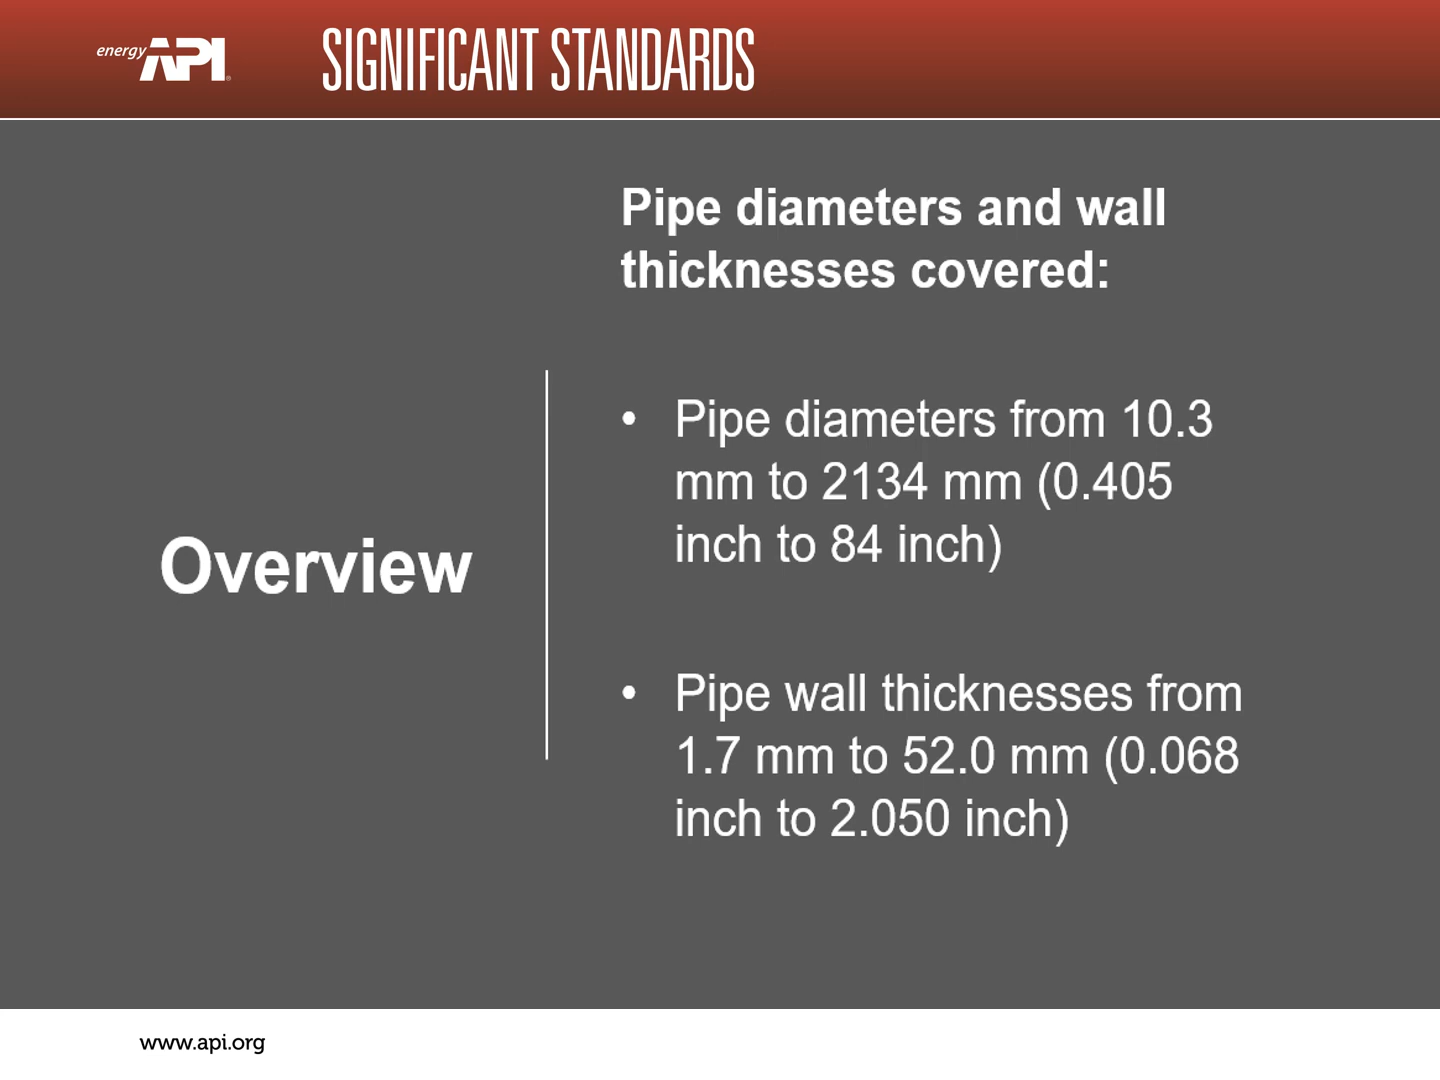 energy API
SIGNIFICANT STANDARDS
Pipe diameters and wall
thicknesses covered:
Overview
• Pipe diameters from 10.3
mm to 2134 mm (0.405
inch to 84 inch)
• Pipe wall thicknesses from
1.7 mm to 52.0 mm (0.068
inch to 2.050 inch)
www.api.org